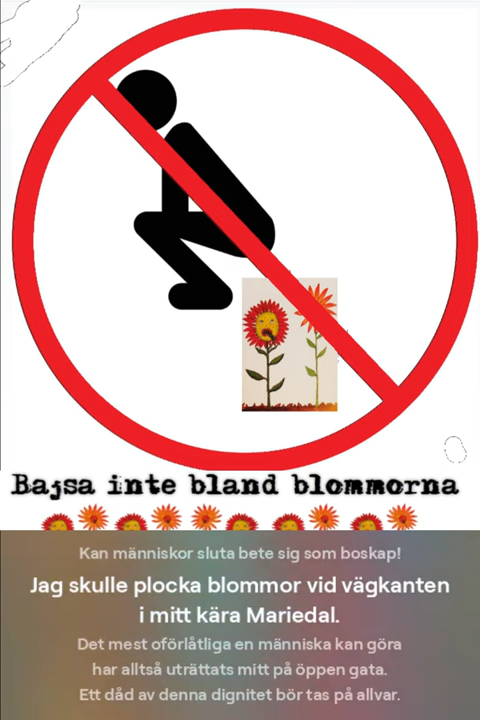 Bajsa inte bland blommorna
Kan människor sluta bete sig som boskap!
Jag skulle plocka blommor vid vägkanten
i mitt kära Mariedal.
Det mest oförlåtliga en människa kan göra
har alltså uträttats mitt på öppen gata.
Ett dåd av denna dignitet bör tas på allvar.